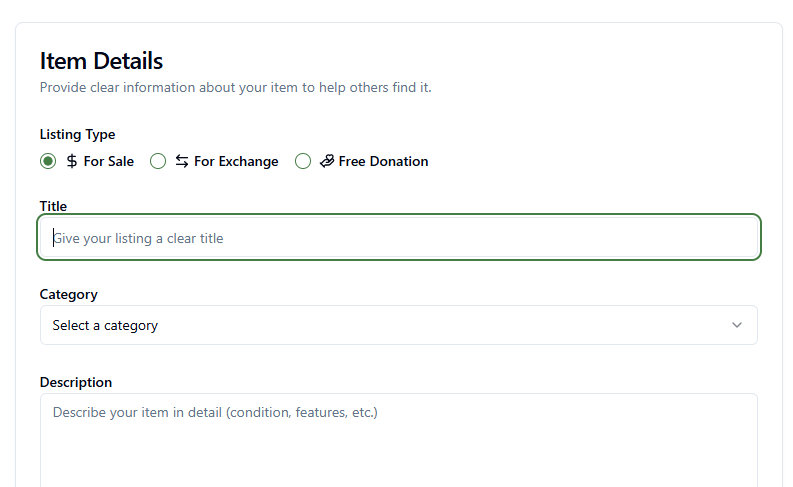 Item Details
Provide clear information about your item to help others find it.
Listing Type
$ For Sale For Exchange Free Donation
Title
Give your listing a clear title
Category
Select a category
Description
Describe your item in detail (condition, features, etc.)